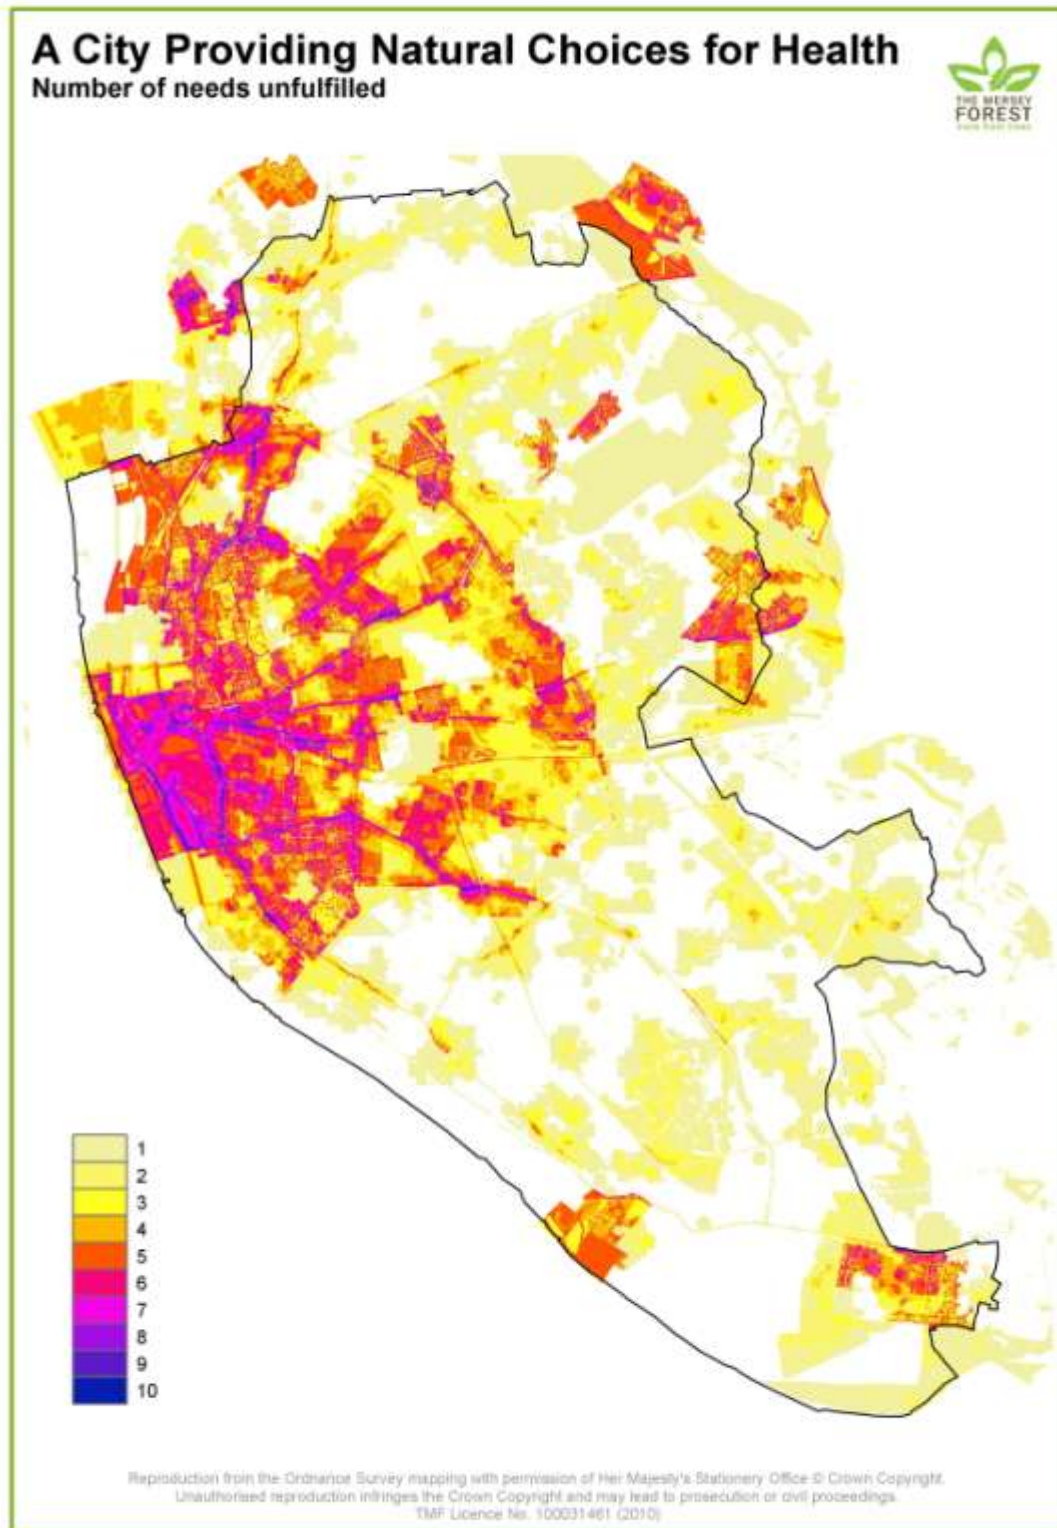 A City Providing Natural Choices for Health
Number of needs unfulfilled
THE MERSEY
FOREST
more from trees
1
2
3
4
5
6
7
8
9
10
Reproduction from the Ordnance Survey mapping with permission of Her Majesty's Stationery Office © Crown Copyright.
Unauthorised reproduction infringes the Crown Copyright and may lead to prosecution or civil proceedings.
TMF Licence No. 100031461 (2010)